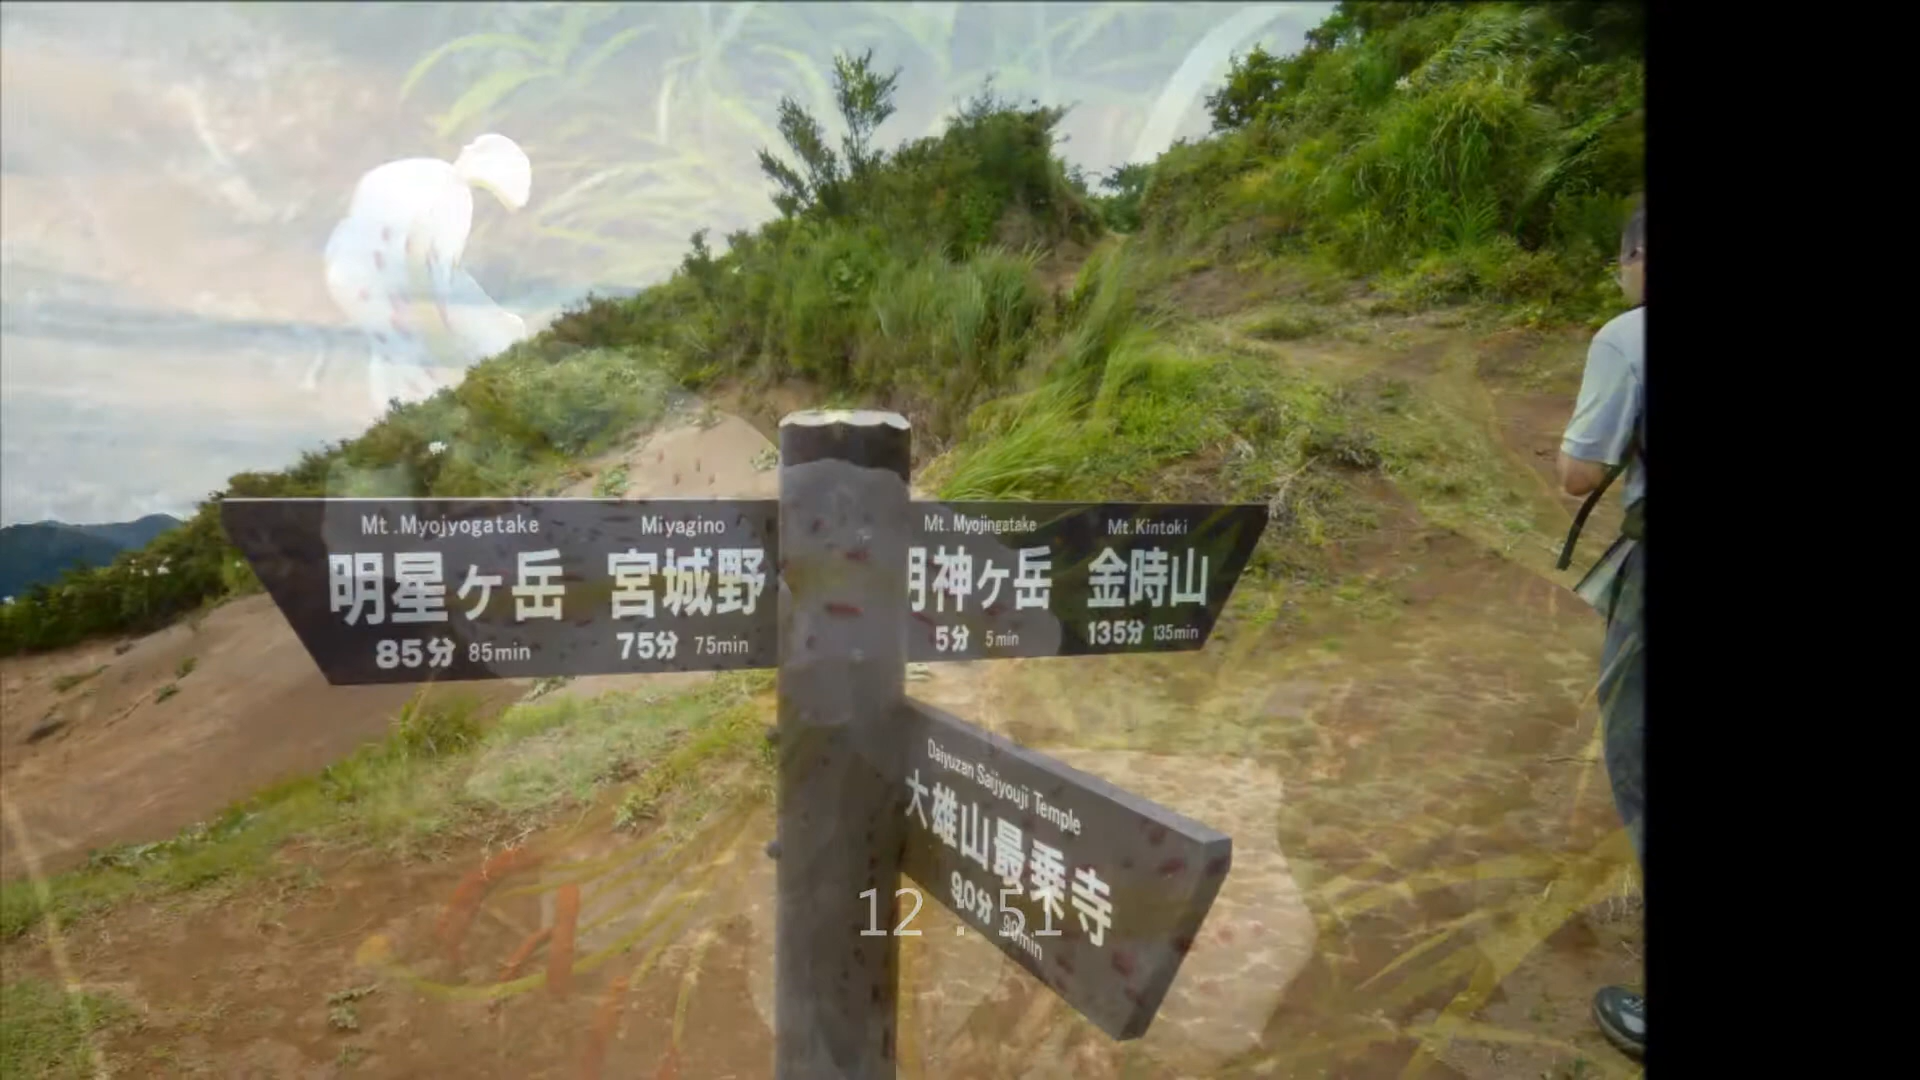 Mt.Myojyogatake Miyagino
明星ヶ岳 宮城野
85分 85min 75分 75min
Mt.Myojingatake Mt.Kintoki
明神ヶ岳 金時山
5分 5min 135分 135min
Daiyuzan Saijyouji Temple
大雄山最乗寺
90分 90min
12:51